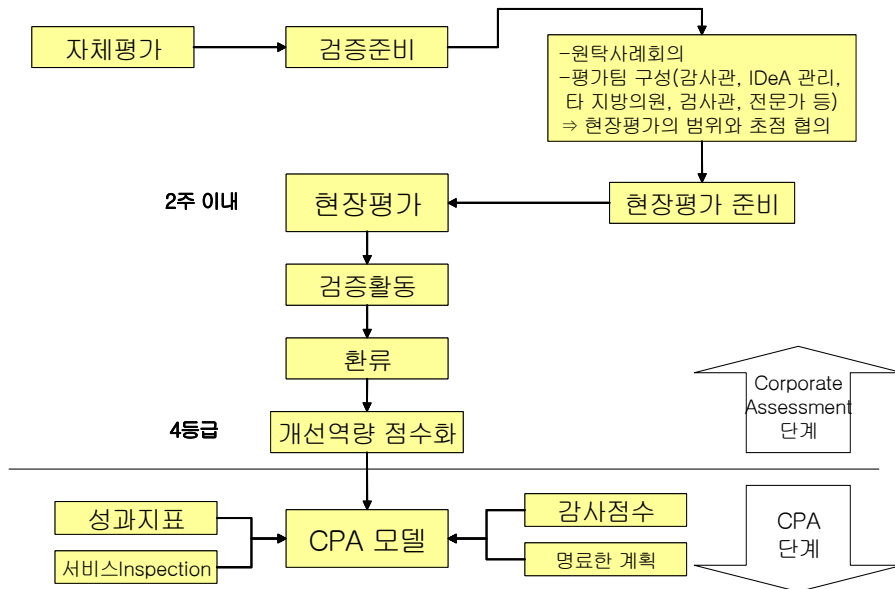 자체평가
검증준비
-원탁사례회의
-평가팀 구성(감사관, IDeA 관리,
타 지방의원, 검사관, 전문가 등)
⇒ 현장평가의 범위와 초점 협의
2주 이내
현장평가
현장평가 준비
검증활동
환류
4등급
개선역량 점수화
Corporate
Assessment
단계
성과지표
서비스Inspection
CPA 모델
감사점수
명료한 계획
CPA
단계